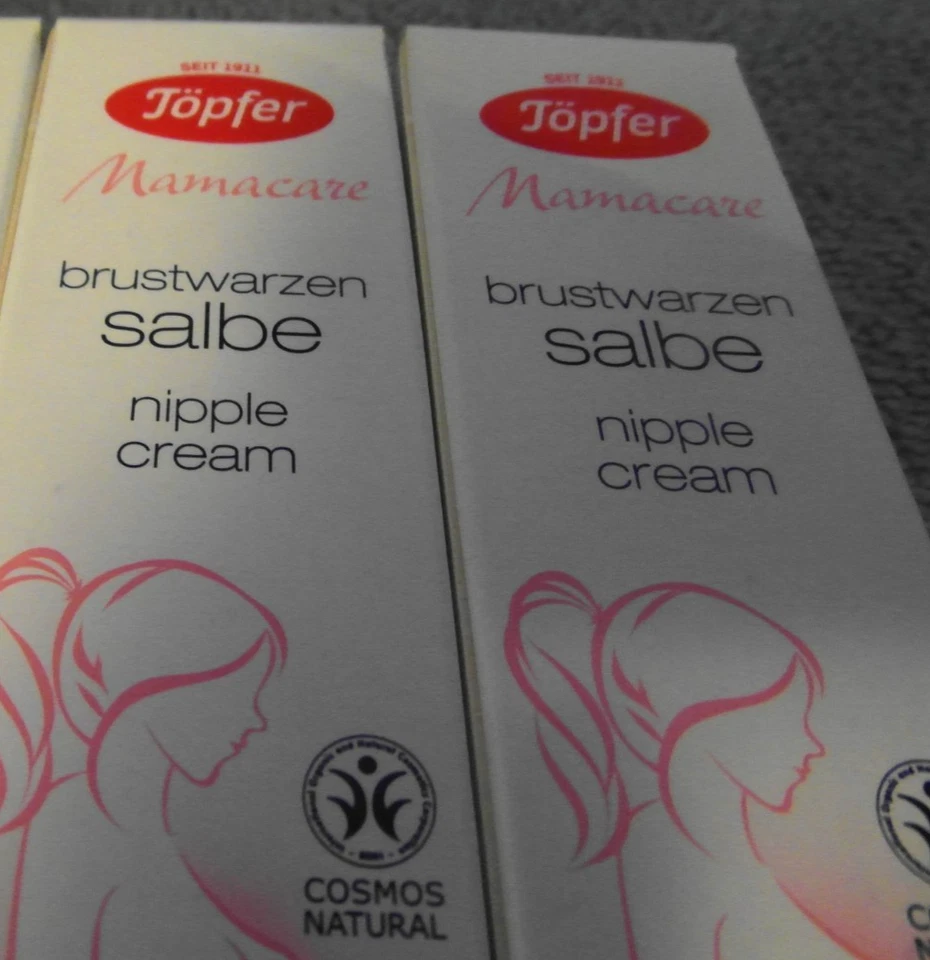 SEIT 1911
Töpfer
Mamacare
brustwarzen
salbe
nipple
cream
COSMOS
NATURAL
SEIT 1911
Töpfer
Mamacare
brustwarzen
salbe
nipple
cream